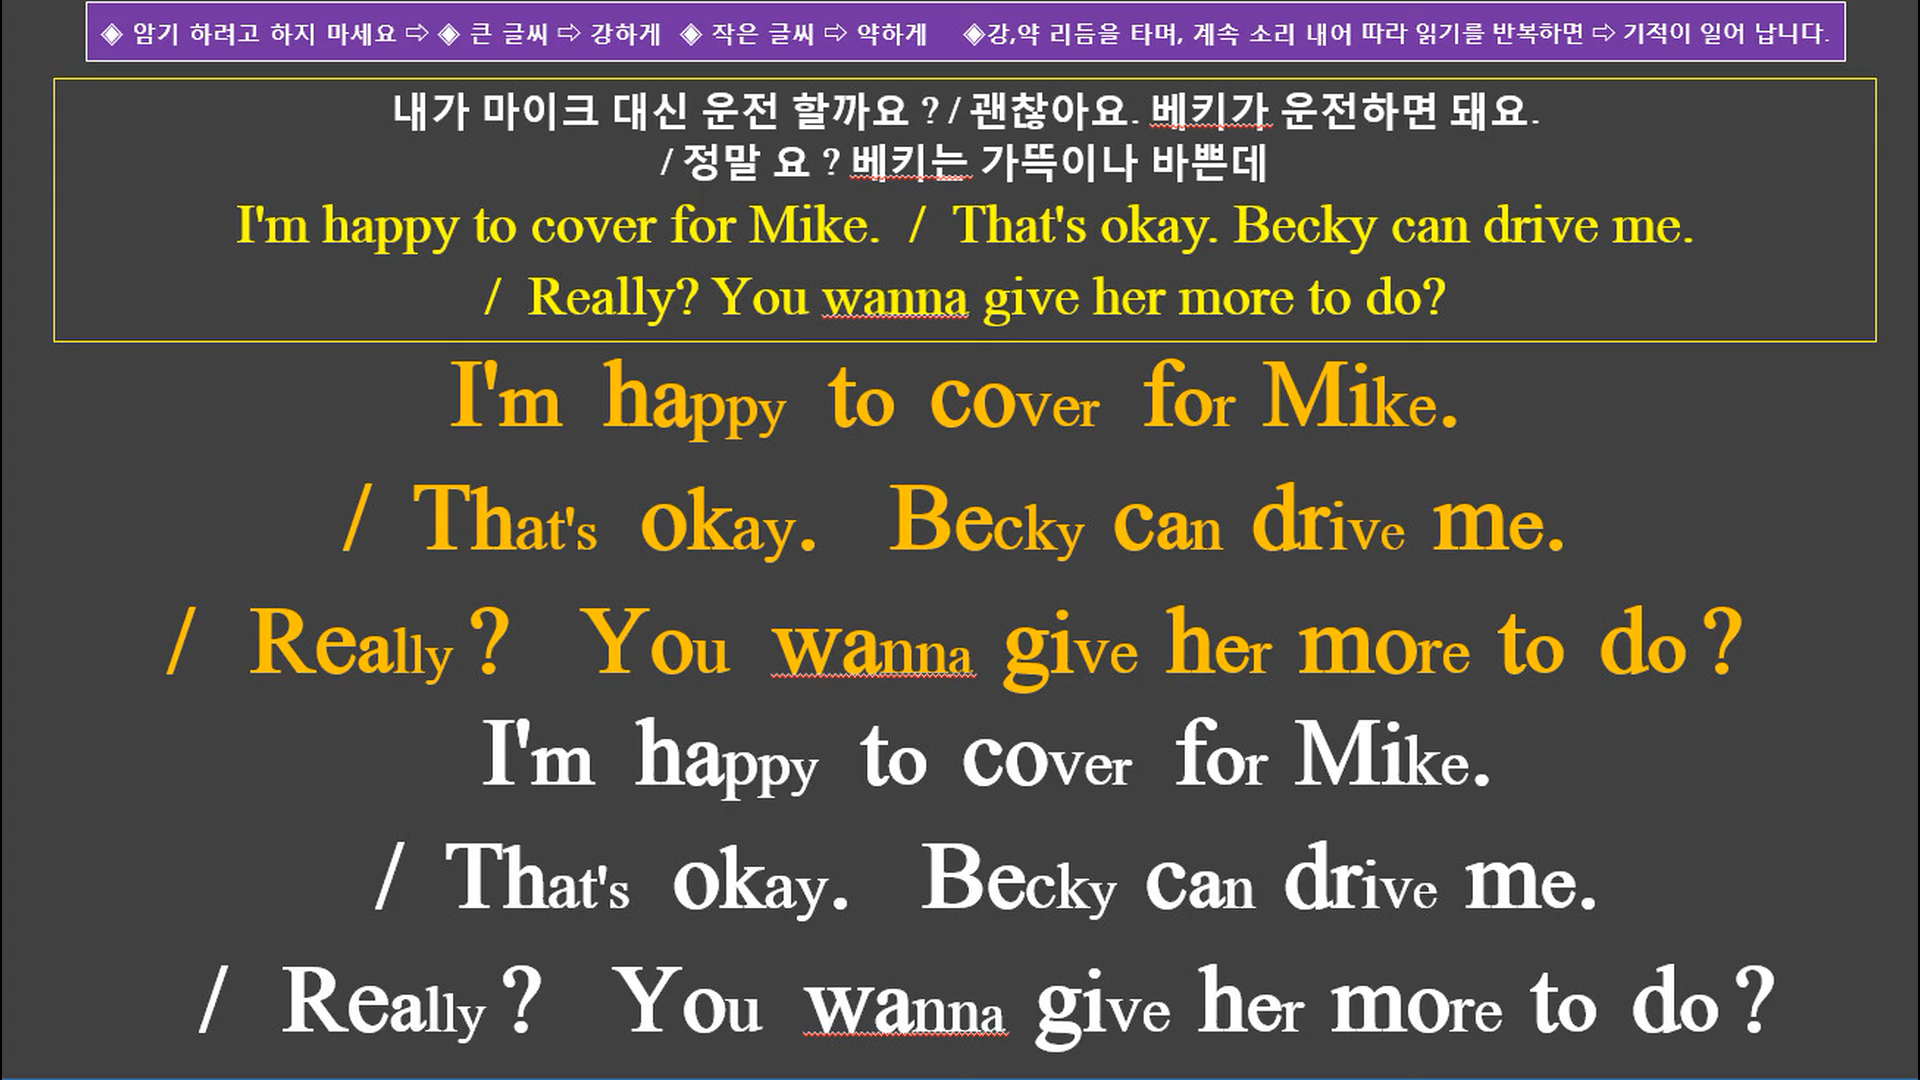 ◈ 암기 하려고 하지 마세요 ⇨ ◈ 큰 글씨 ⇨ 강하게 ◈ 작은 글씨 ⇨ 약하게 ◈강,약 리듬을 타며, 계속 소리 내어 따라 읽기를 반복하면 ⇨ 기적이 일어 납니다.
내가 마이크 대신 운전 할까요 ? / 괜찮아요. 베키가 운전하면 돼요.
/ 정말 요 ? 베키는 가뜩이나 바쁜데
I'm happy to cover for Mike. / That's okay. Becky can drive me.
/ Really? You wanna give her more to do?
I'm happy to cover for Mike.
/ That's okay. Becky can drive me.
/ Really ? You wanna give her more to do ?
I'm happy to cover for Mike.
/ That's okay. Becky can drive me.
/ Really ? You wanna give her more to do ?